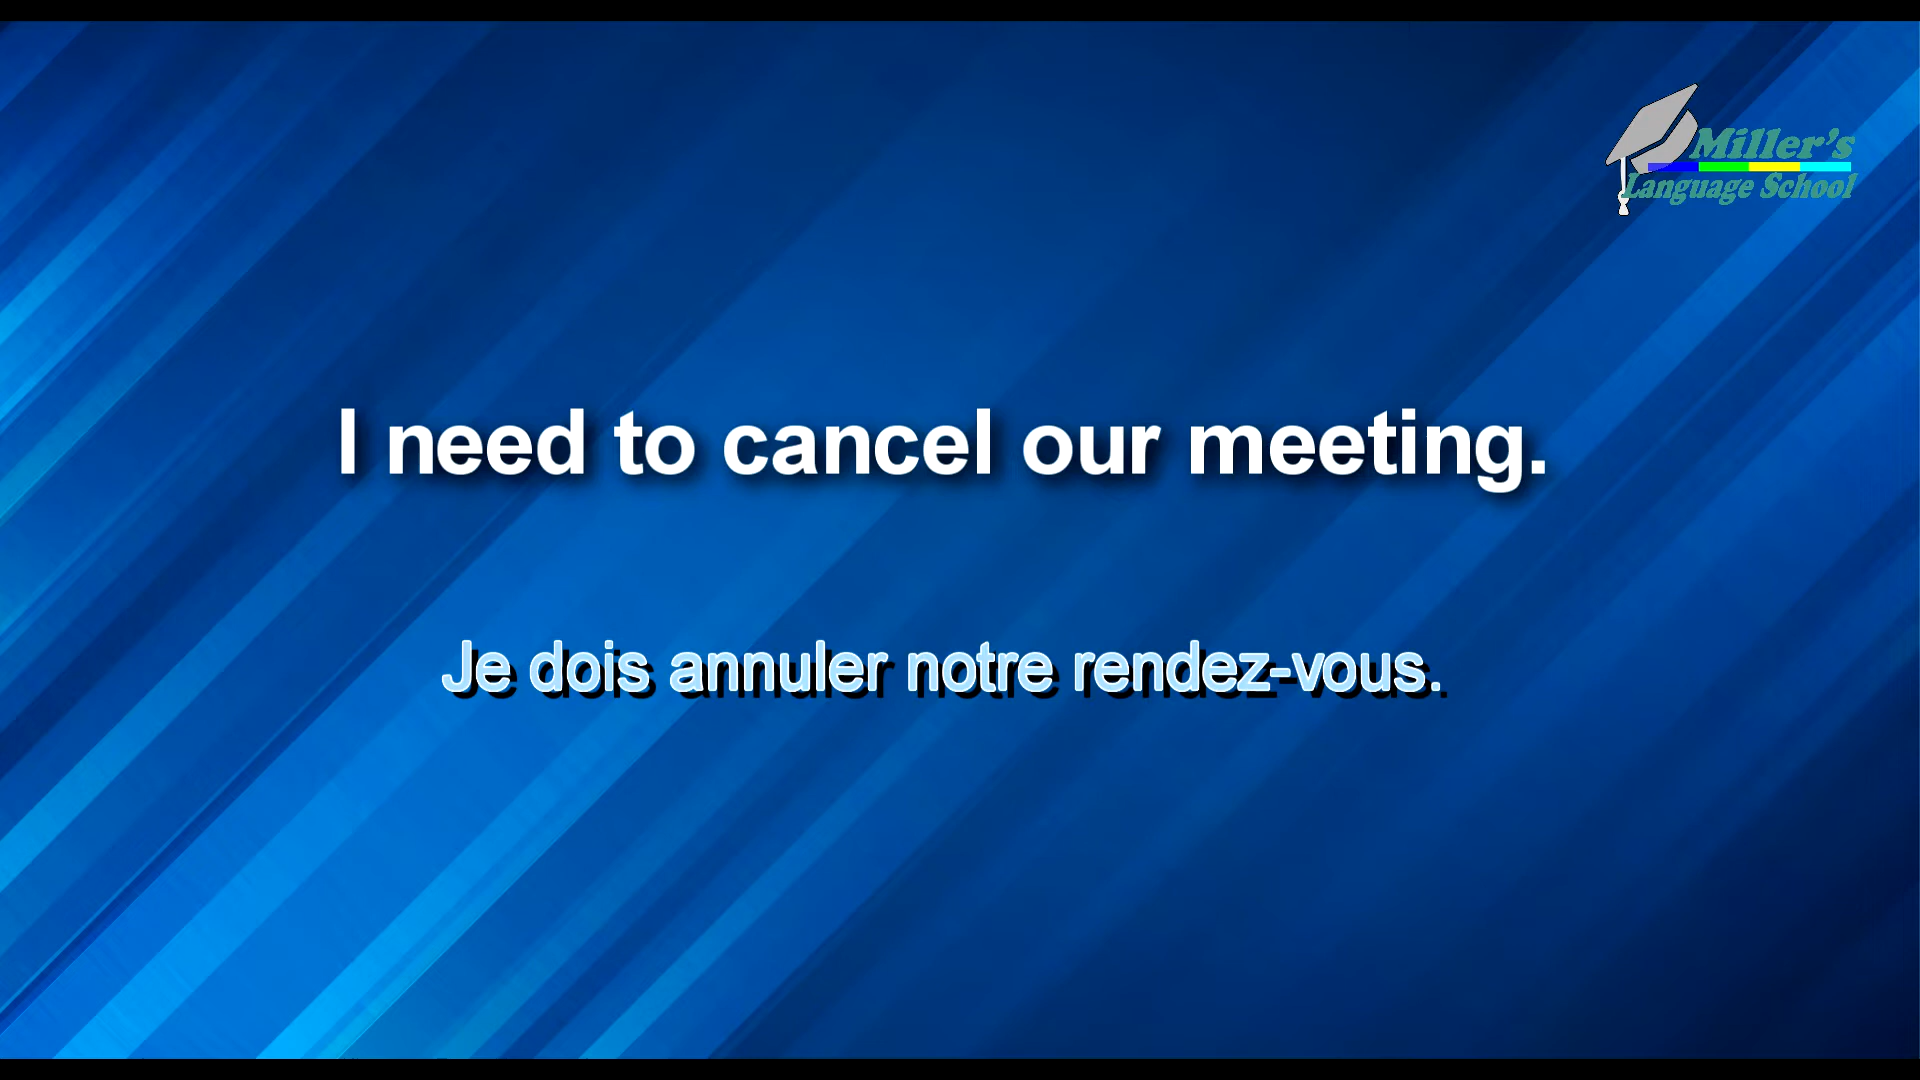 Miller's
Language School
I need to cancel our meeting.
Je dois annuler notre rendez-vous.